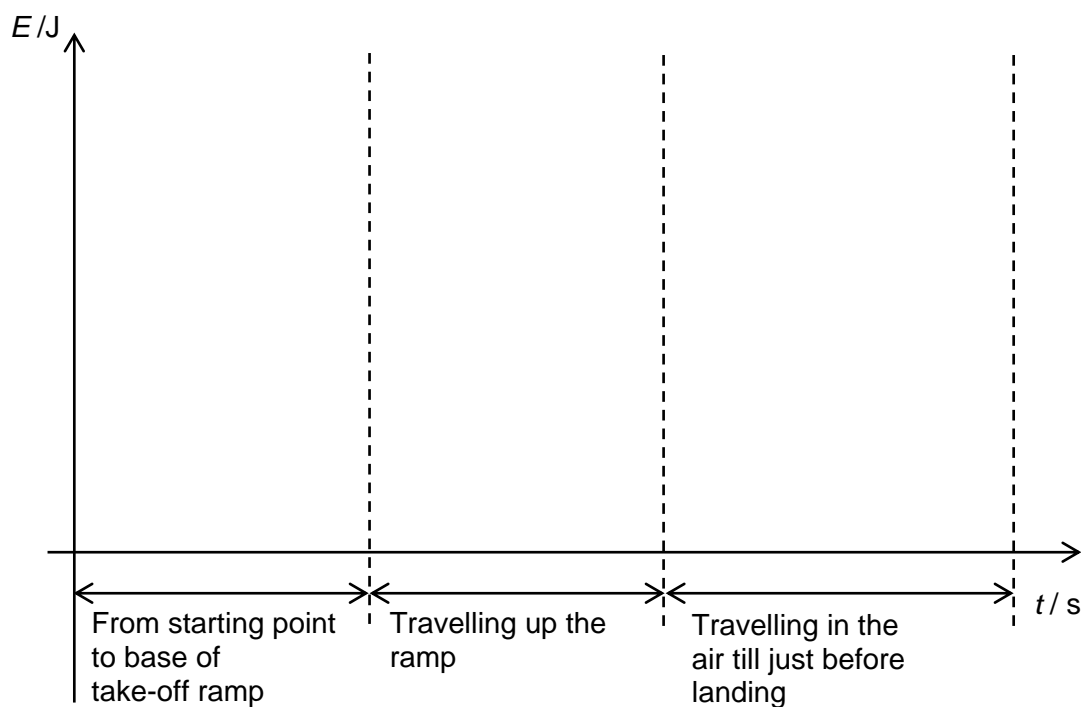 E /J
From starting point
to base of
take-off ramp
Travelling up the
ramp
Travelling in the
air till just before
landing
t / s